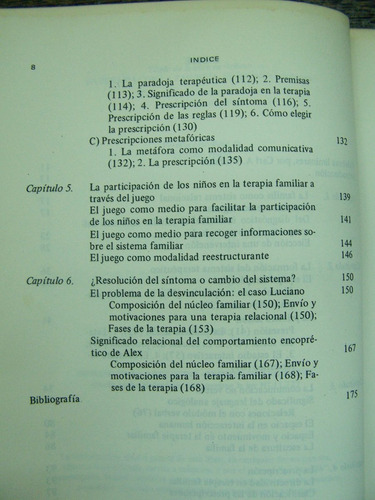 8 INDICE
1. La paradoja terapéutica (112); 2. Premisas
(113); 3. Significado de la paradoja en la terapia
(114); 4. Prescripción del síntoma (116); 5.
Prescripción de las reglas (119); 6. Cómo elegir
la prescripción (130)
C) Prescripciones metafóricas 132
1. La metáfora como modalidad comunicativa
(132); 2. La prescripción (135)
Capítulo 5. La participación de los niños en la terapia familiar a
través del juego 139
El juego como medio para facilitar la participación
de los niños en la terapia familiar 141
El juego como medio para recoger informaciones so-
bre el sistema familiar 144
El juego como modalidad reestructurante 146
Capítulo 6. ¿Resolución del síntoma o cambio del sistema? 150
El problema de la desvinculación: el caso Luciano 150
Composición del núcleo familiar (150); Envío y
motivaciones para una terapia relacional (150);
Fases de la terapia (153)
Significado relacional del comportamiento encopré-
tico de Alex 167
Composición del núcleo familiar (167); Envío y
motivaciones para la terapia familiar (168); Fa-
ses de la terapia (168)
Bibliografía 175